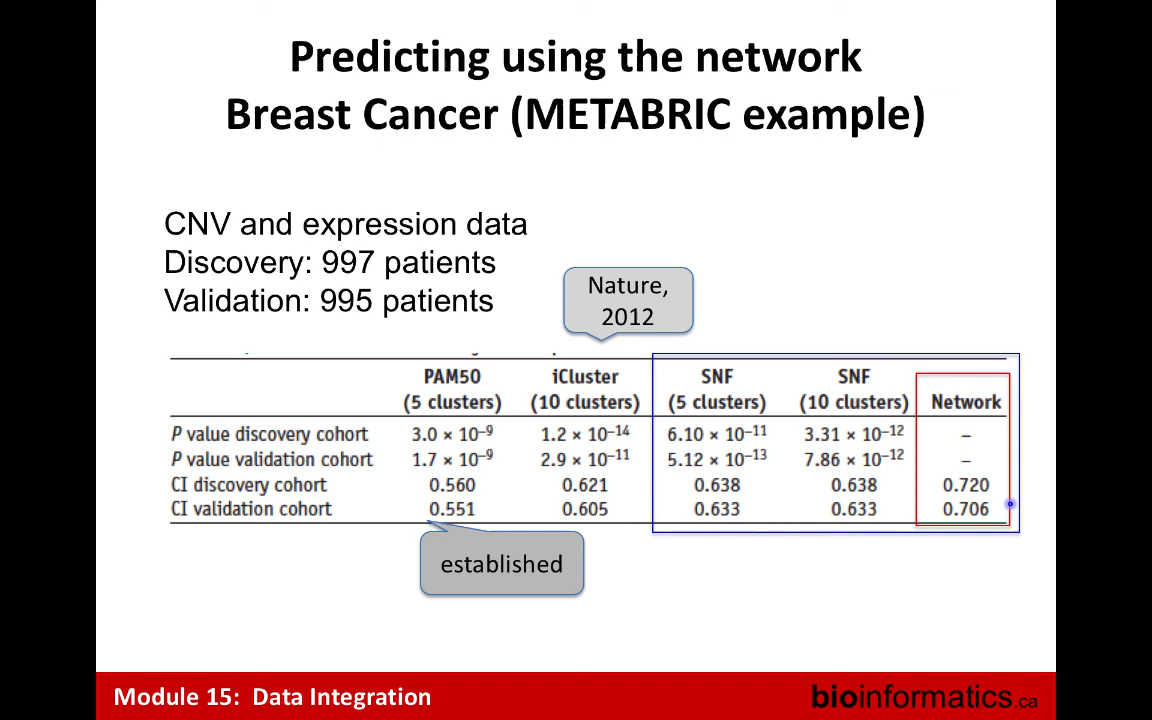 Predicting using the network
Breast Cancer (METABRIC example)
CNV and expression data
Discovery: 997 patients
Validation: 995 patients
Nature,
2012
PAM50 iCluster SNF SNF
(5 clusters) (10 clusters) (5 clusters) (10 clusters) Network
P value discovery cohort 3.0 × 10⁻⁹ 1.2 × 10⁻¹⁴ 6.10 × 10⁻¹¹ 3.31 × 10⁻¹² –
P value validation cohort 1.7 × 10⁻⁹ 2.9 × 10⁻¹¹ 5.12 × 10⁻¹³ 7.86 × 10⁻¹² –
CI discovery cohort 0.560 0.621 0.638 0.638 0.720
CI validation cohort 0.551 0.605 0.633 0.633 0.706
established
Module 15: Data Integration
bioinformatics.ca